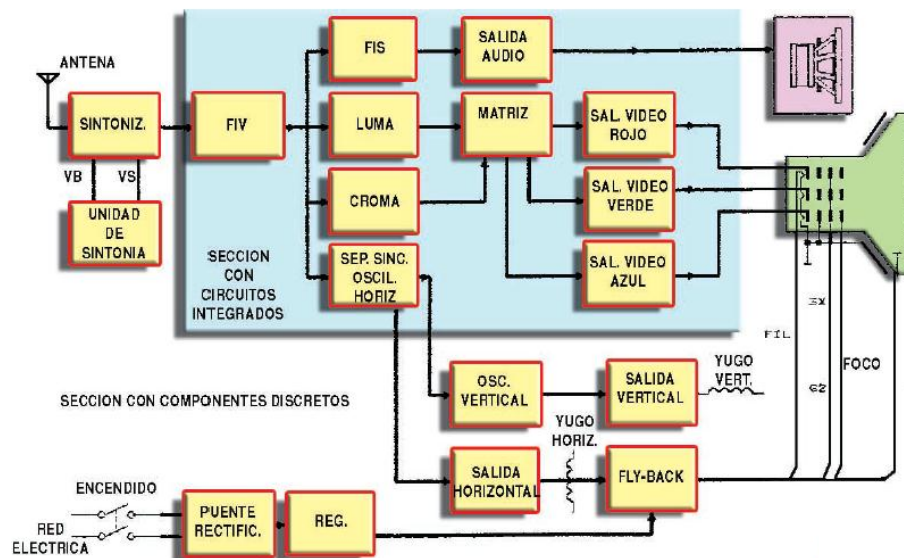 ANTENA
SINTONIZ.
VB
VS
UNIDAD
DE
SINTONIA
FIV
FIS
SALIDA
AUDIO
LUMA
MATRIZ
SAL. VIDEO
ROJO
CROMA
SAL. VIDEO
VERDE
SEP. SINC.
OSCIL.
HORIZ
SAL. VIDEO
AZUL
SECCION
CON
CIRCUITOS
INTEGRADOS
FIL
G2
FOCO
OSC.
VERTICAL
SALIDA
VERTICAL
YUGO
VERT.
SECCION CON COMPONENTES DISCRETOS
YUGO
HORIZ.
SALIDA
HORIZONTAL
FLY-BACK
ENCENDIDO
RED
ELECTRICA
PUENTE
RECTIFIC.
REG.